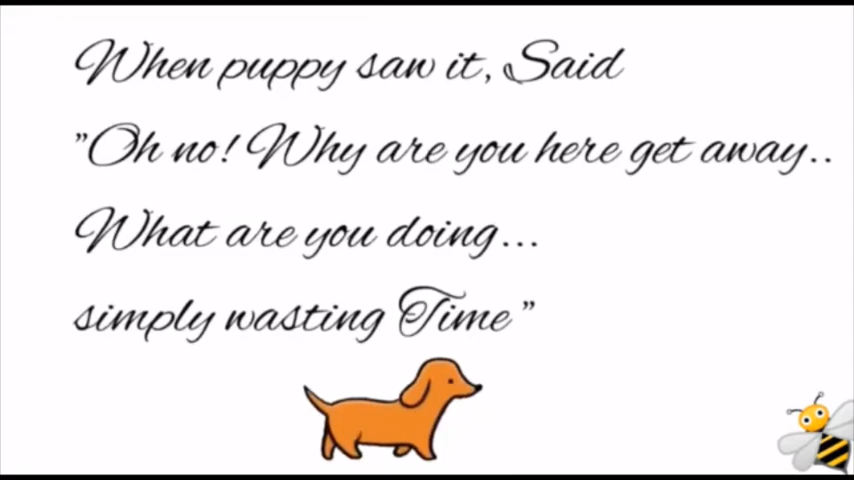 When puppy saw it, Said
"Oh no! Why are you here get away..
What are you doing...
simply wasting Time"